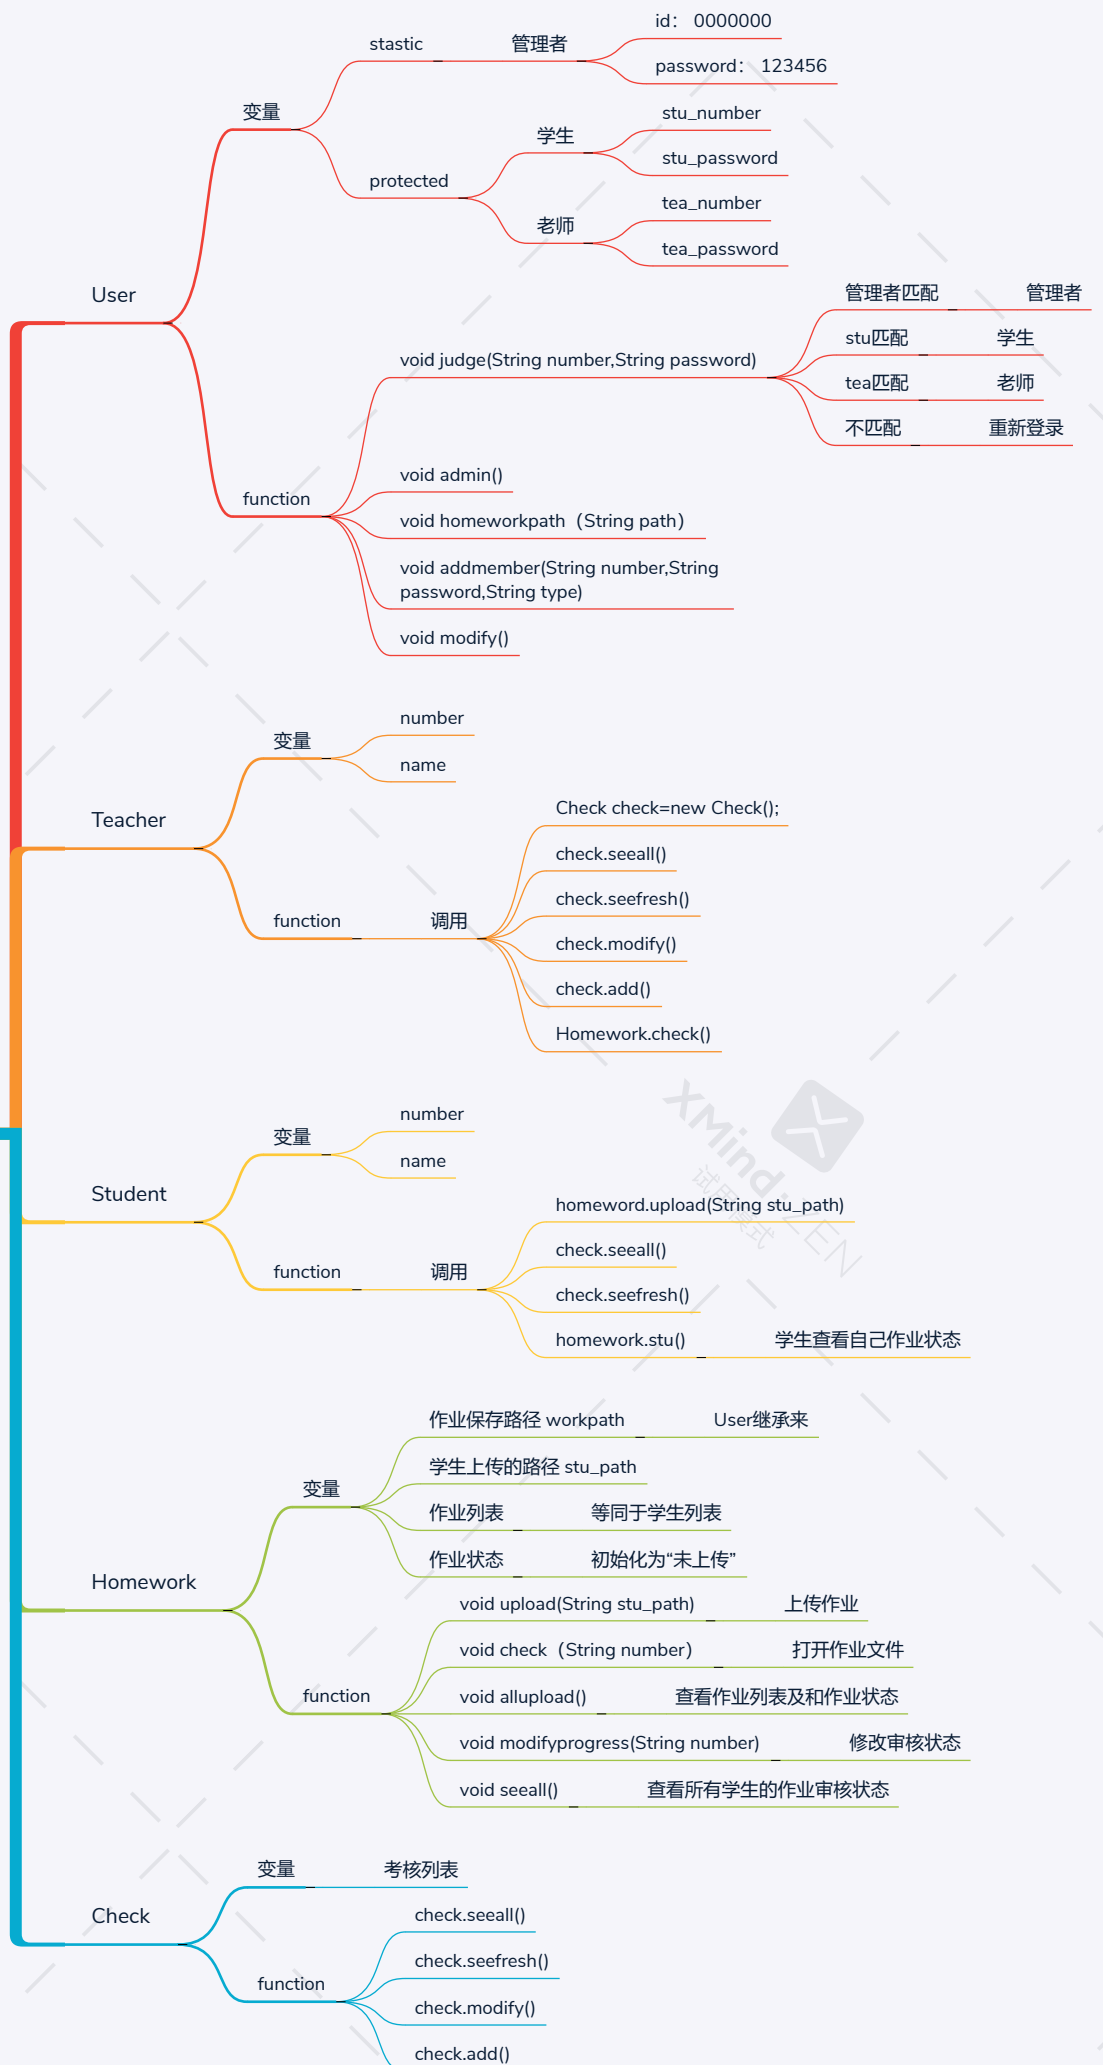 User
变量
stastic
管理者
id： 0000000
password： 123456
protected
学生
stu_number
stu_password
老师
tea_number
tea_password
function
void judge(String number,String password)
管理者匹配
管理者
stu匹配
学生
tea匹配
老师
不匹配
重新登录
void admin()
void homeworkpath（String path）
void addmember(String number,String
password,String type)
void modify()
Teacher
变量
number
name
function
调用
Check check=new Check();
check.seeall()
check.seefresh()
check.modify()
check.add()
Homework.check()
Student
变量
number
name
function
调用
homeword.upload(String stu_path)
check.seeall()
check.seefresh()
homework.stu()
学生查看自己作业状态
XMind:ZEN
试用模式
Homework
变量
作业保存路径 workpath
User继承来
学生上传的路径 stu_path
作业列表
等同于学生列表
作业状态
初始化为“未上传”
function
void upload(String stu_path)
上传作业
void check（String number）
打开作业文件
void allupload()
查看作业列表及和作业状态
void modifyprogress(String number)
修改审核状态
void seeall()
查看所有学生的作业审核状态
Check
变量
考核列表
function
check.seeall()
check.seefresh()
check.modify()
check.add()